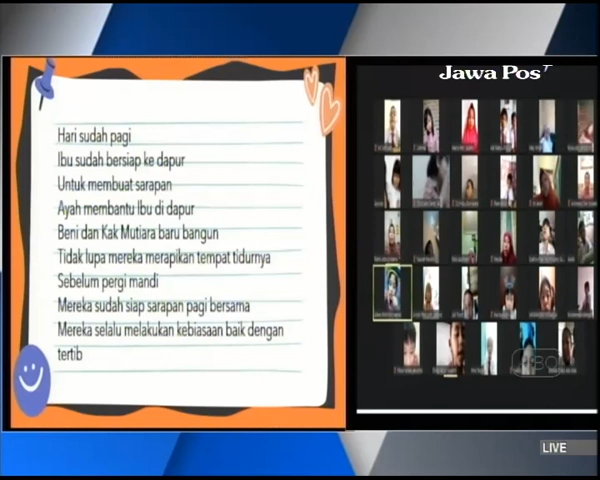 Jawa Pos T
Hari sudah pagi
Ibu sudah bersiap ke dapur
Untuk membuat sarapan
Ayah membantu Ibu di dapur
Beni dan Kak Mutiara baru bangun
Tidak lupa mereka merapikan tempat tidurnya
Sebelum pergi mandi
Mereka sudah siap sarapan pagi bersama
Mereka selalu melakukan kebiasaan baik dengan
tertib
LIVE